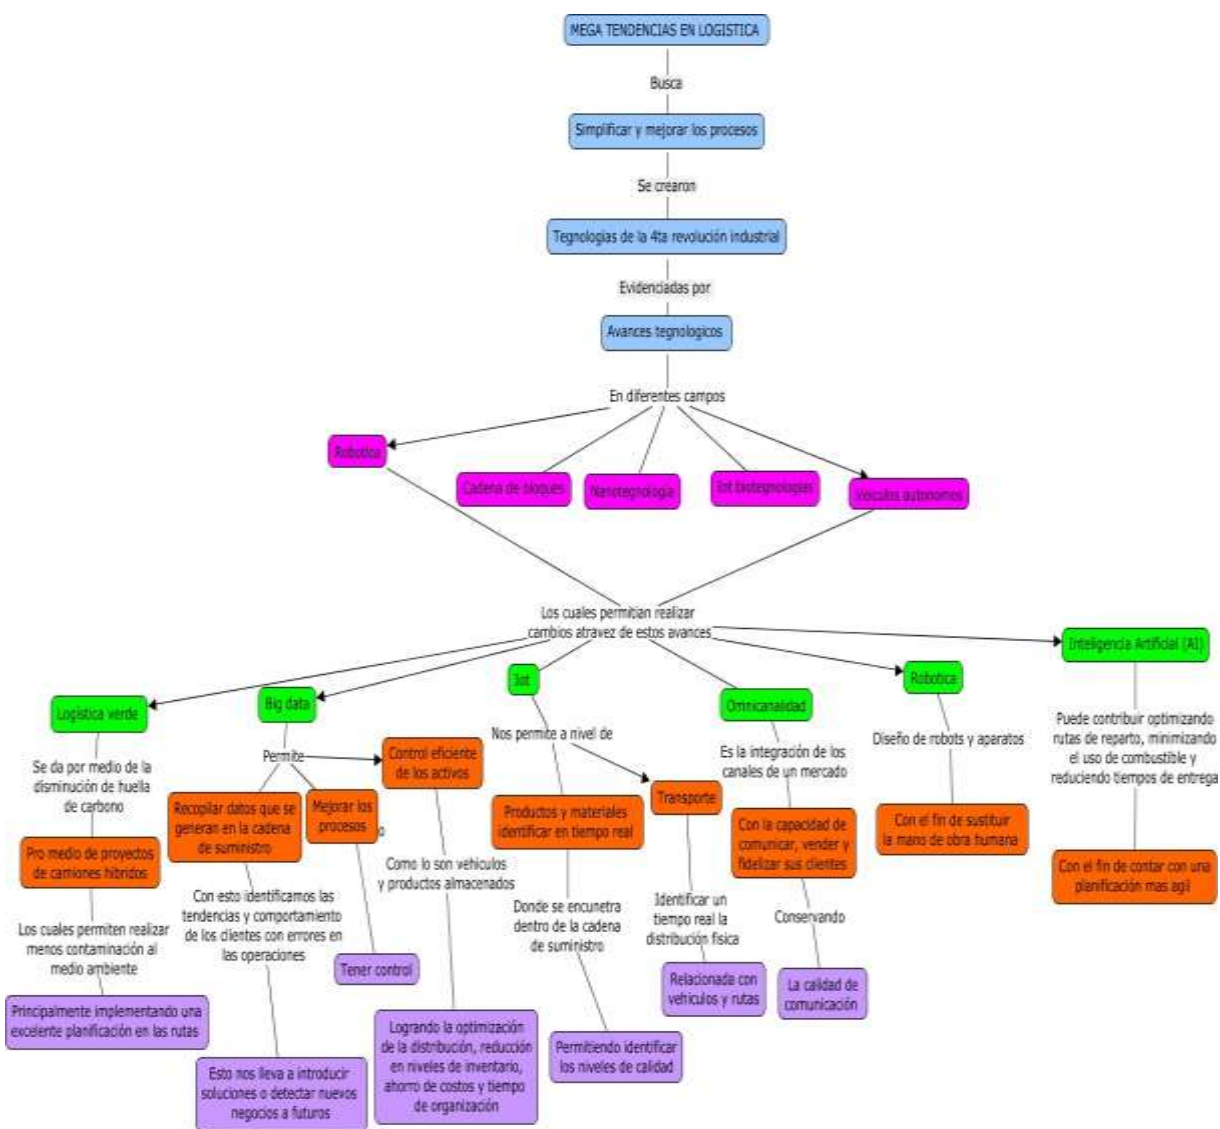 MEGA TENDENCIAS EN LOGISTICA
Busca
Simplificar y mejorar los procesos
Se crearon
Tegnologias de la 4ta revolución industrial
Evidenciadas por
Avances tegnologicos
En diferentes campos
Robotica
Cadena de bloques
Nanotegnología
Iot biotegnologias
Veiculos autonomos
Los cuales permitian realizar
cambios atravez de estos avances
Logística verde
Se da por medio de la
disminución de huella
de carbono
Pro medio de proyectos
de camiones hibridos
Los cuales permiten realizar
menos contaminación al
medio ambiente
Principalmente implementando una
excelente planificación en las rutas
Big data
Permite
Recopilar datos que se
generan en la cadena
de suministro
Con esto identificamos las
tendencias y comportamiento
de los clientes con errores en
las operaciones
Esto nos lleva a introducir
soluciones o detectar nuevos
negocios a futuros
Mejorar los
procesos
o
Tener control
Control eficiente
de los activos
Como lo son vehiculos
y productos almacenados
Logrando la optimización
de la distribución, reducción
en niveles de inventario,
ahorro de costos y tiempo
de organización
Iot
Nos permite a nivel de
Productos y materiales
identificar en tiempo real
Donde se encunetra
dentro de la cadena
de suministro
Permitiendo identificar
los niveles de calidad
Transporte
Identificar un
tiempo real la
distribución fisica
Relacionada con
vehiculos y rutas
Omnicanalidad
Es la integración de los
canales de un mercado
Con la capacidad de
comunicar, vender y
fidelizar sus clientes
Conservando
La calidad de
comunicación
Robotica
Diseño de robots y aparatos
Con el fin de sustituir
la mano de obra humana
Inteligencia Artificial (AI)
Puede contribuir optimizando
rutas de reparto, minimizando
el uso de combustible y
reduciendo tiempos de entrega
Con el fin de contar con una
planificación mas agil